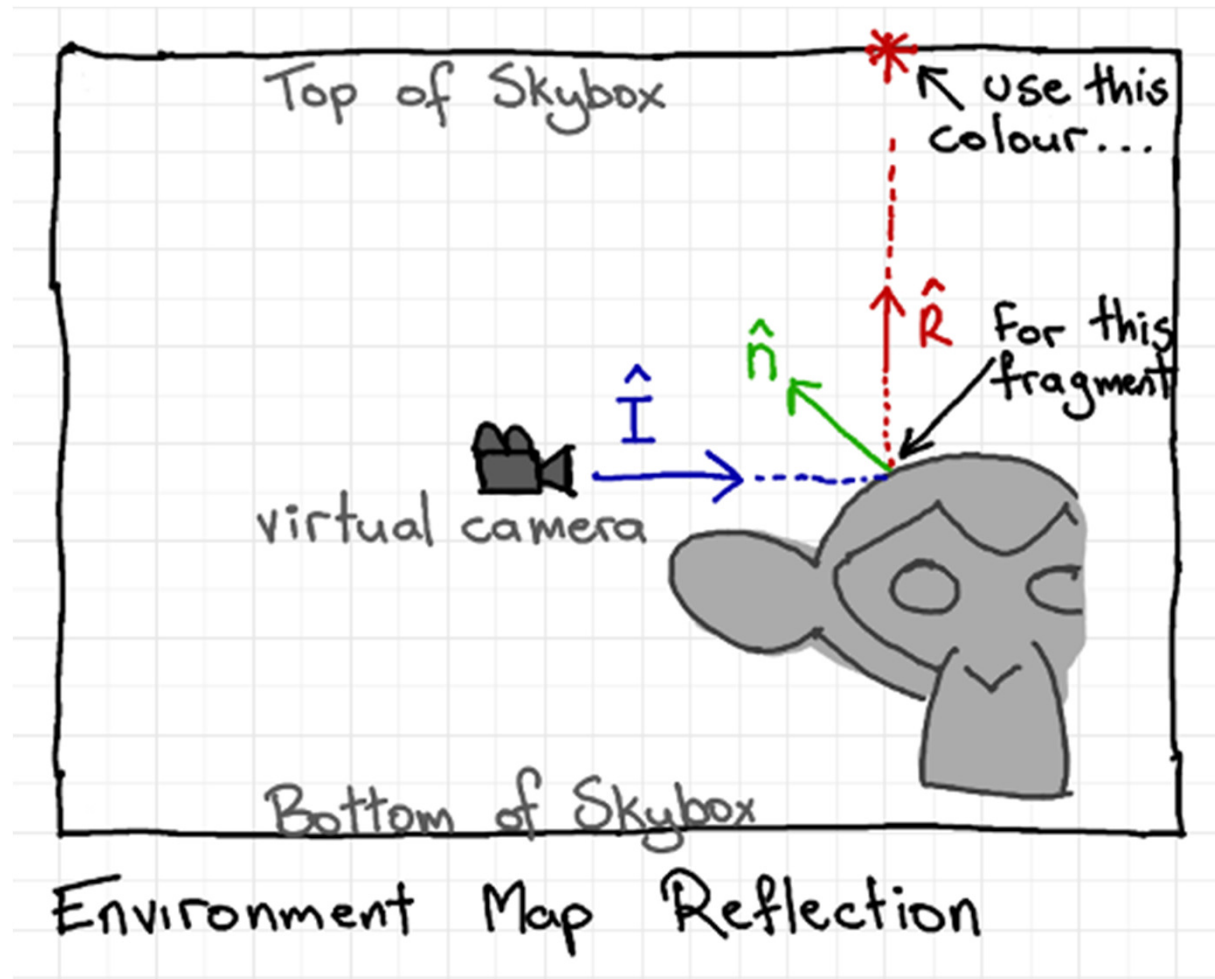 Top of Skybox
use this
colour...
R̂
For this
fragment
n̂
Î
virtual camera
Bottom of Skybox
Environment Map Reflection